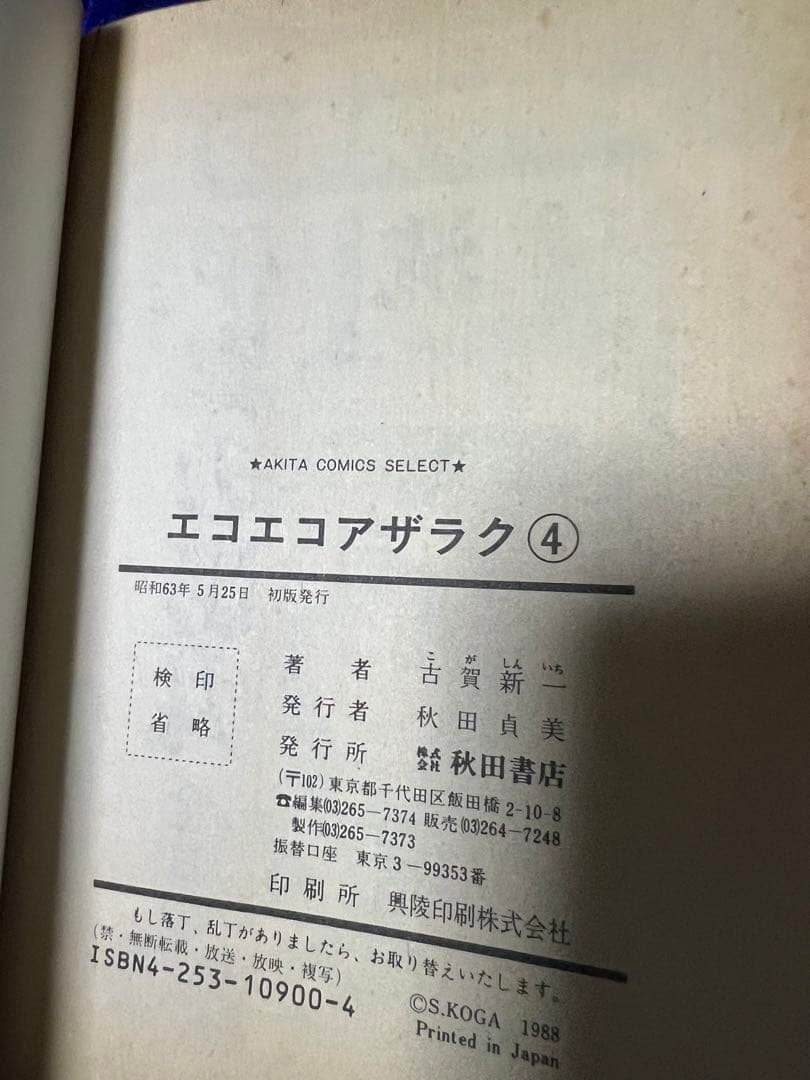 ★AKITA COMICS SELECT★
エコエコアザラク④
昭和63年5月25日 初版発行
検印
省略
著者 古賀新一
こがしんいち
発行者 秋田貞美
発行所 株式会社 秋田書店
(〒102)東京都千代田区飯田橋2-10-8
☎編集(03)265—7374 販売(03)264—7248
製作(03)265—7373
振替口座 東京3—99353番
印刷所 興陵印刷株式会社
もし落丁、乱丁がありましたら、お取り替えいたします。
(禁・無断転載・放送・放映・複写)
ISBN4-253-10900-4
©S.KOGA 1988
Printed in Japan